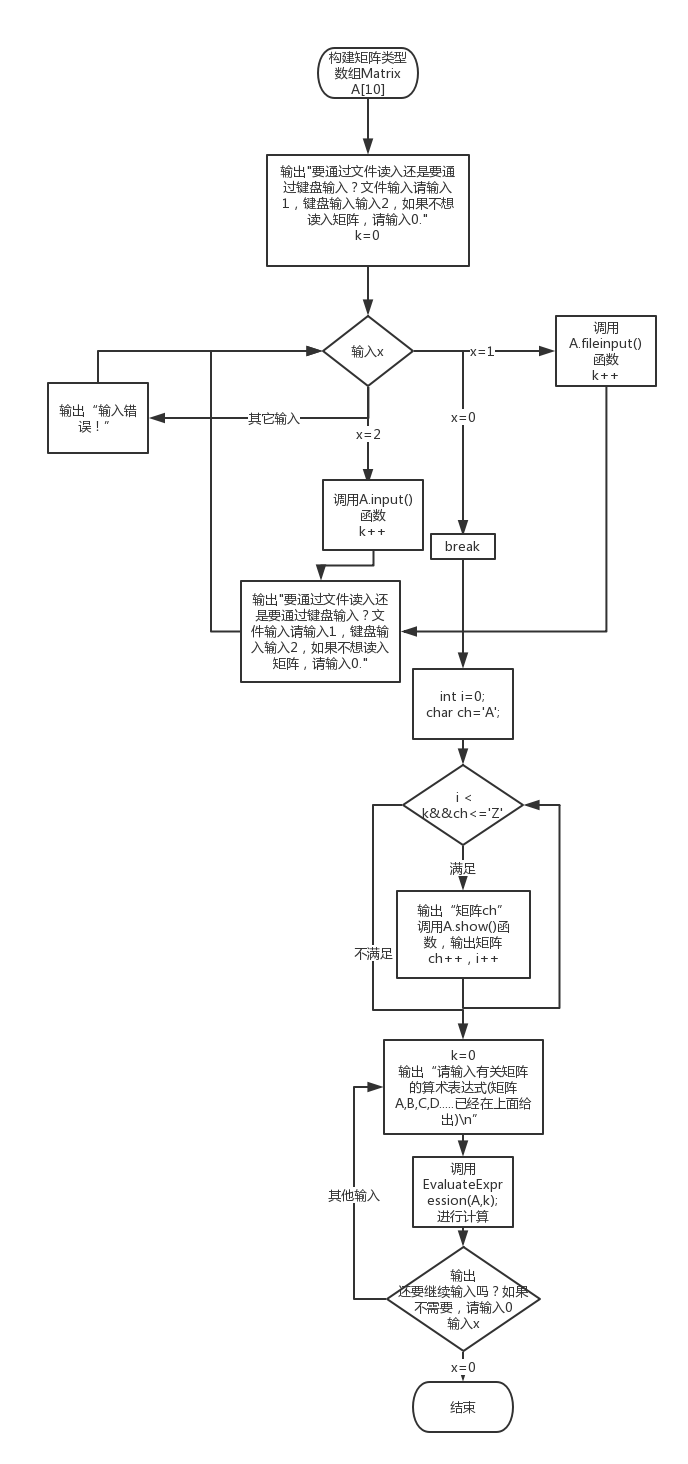 构建矩阵类型
数组Matrix
A[10]
输出"要通过文件读入还是要通
过键盘输入？文件输入请输入
1，键盘输入输入2，如果不想
读入矩阵，请输入0."
k=0
输入x
x=1
调用
A.fileinput()
函数
k++
输出“输入错
误！”
其它输入
x=2
x=0
调用A.input()
函数
k++
break
输出"要通过文件读入还
是要通过键盘输入？文
件输入请输入1，键盘输
入输入2，如果不想读入
矩阵，请输入0."
int i=0;
char ch='A';
i <
k&&ch<='Z'
满足
不满足
输出“矩阵ch”
调用A.show()函
数，输出矩阵
ch++，i++
k=0
输出“请输入有关矩阵
的算术表达式(矩阵
A,B,C,D.....已经在上面给
出)\n”
调用
EvaluateExpr
ession(A,k);
进行计算
其他输入
输出
还要继续输入吗？如果
不需要，请输入0
输入x
x=0
结束